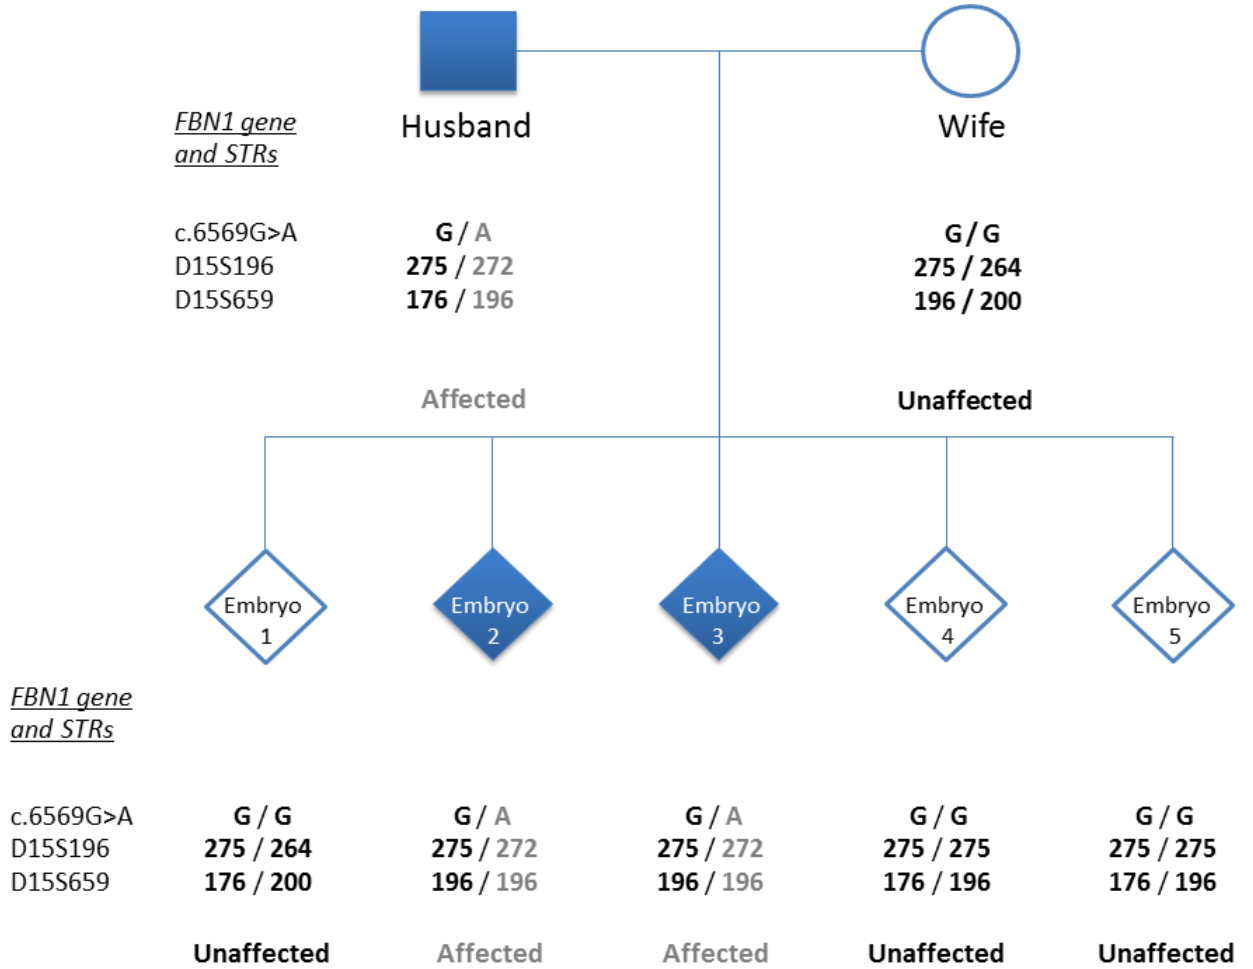 Husband
Wife
FBN1 gene
and STRs
c.6569G>A G / A G / G
D15S196 275 / 272 275 / 264
D15S659 176 / 196 196 / 200
Affected Unaffected
Embryo 1
Embryo 2
Embryo 3
Embryo 4
Embryo 5
FBN1 gene
and STRs
c.6569G>A G / G G / A G / A G / G G / G
D15S196 275 / 264 275 / 272 275 / 272 275 / 275 275 / 275
D15S659 176 / 200 196 / 196 196 / 196 176 / 196 176 / 196
Unaffected Affected Affected Unaffected Unaffected